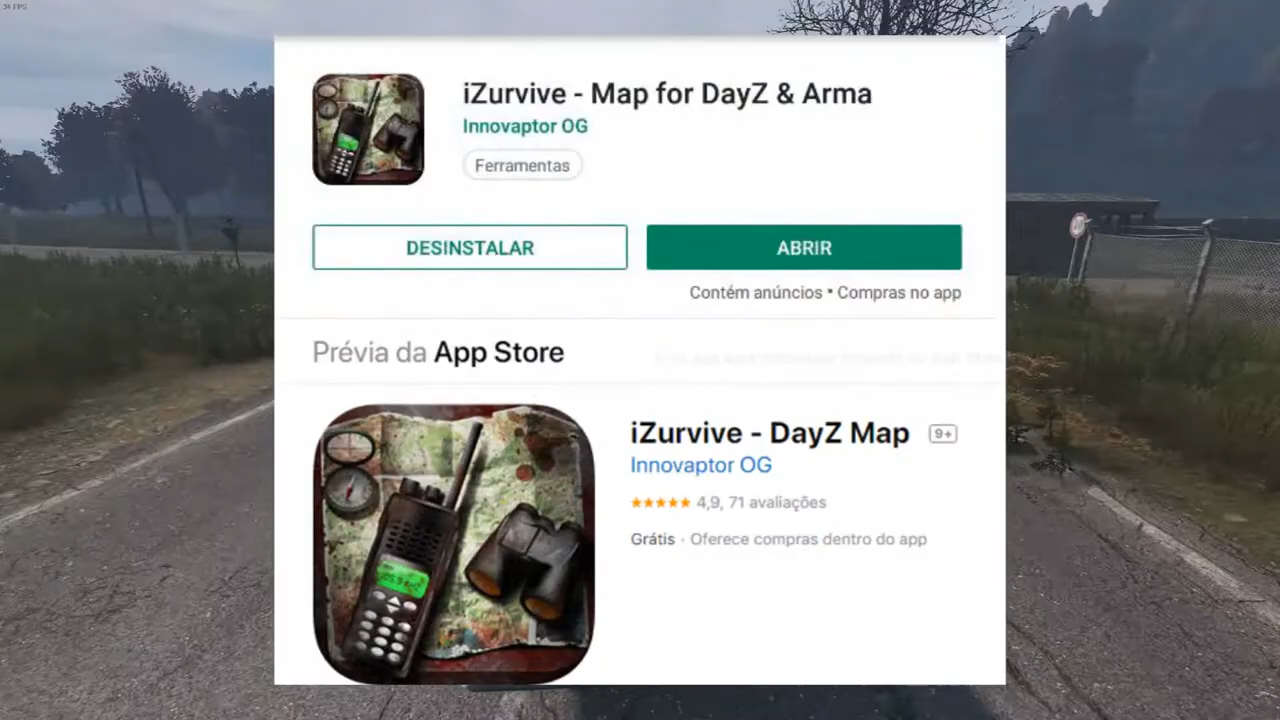 iZurvive - Map for DayZ & Arma
Innovaptor OG
Ferramentas
DESINSTALAR
ABRIR
Contém anúncios • Compras no app
Prévia da App Store
iZurvive - DayZ Map 9+
Innovaptor OG
4,9, 71 avaliações
Grátis · Oferece compras dentro do app